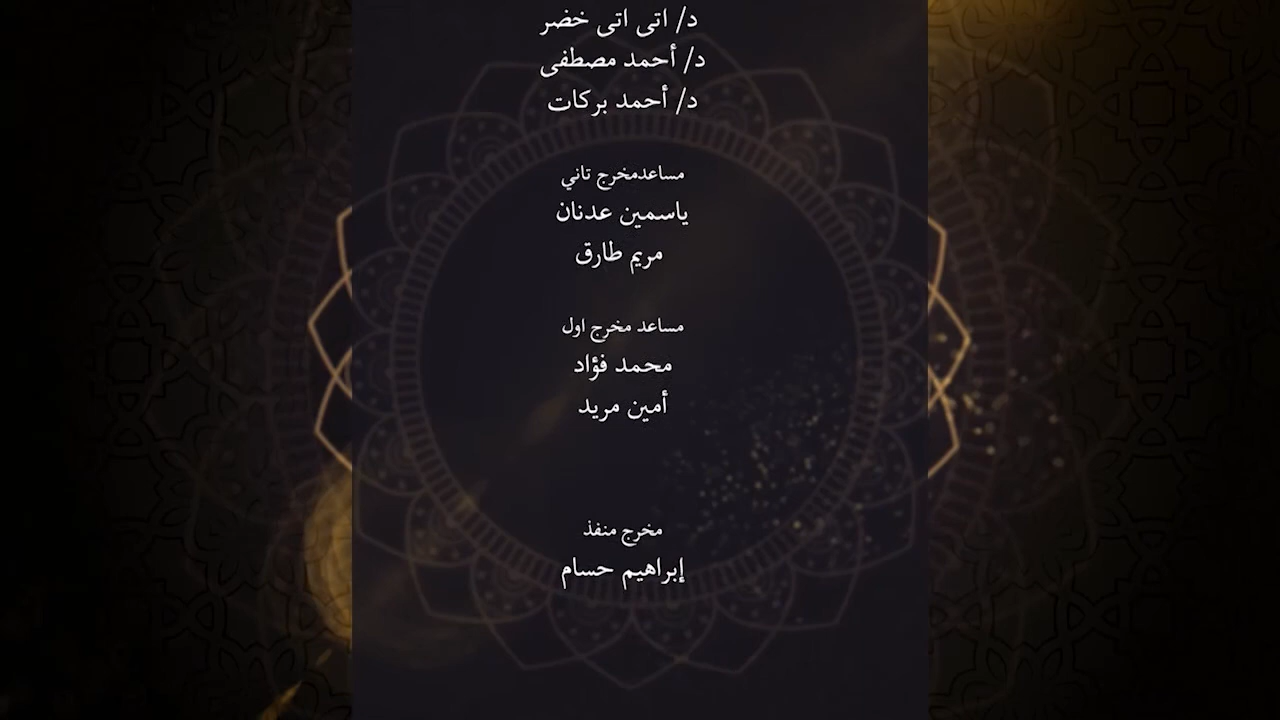 د/ اتى اتى خضر
د/ أحمد مصطفى
د/ أحمد بركات
مساعدمخرج تاني
ياسمين عدنان
مريم طارق
مساعد مخرج اول
محمد فؤاد
أمين مريد
مخرج منفذ
إبراهيم حسام